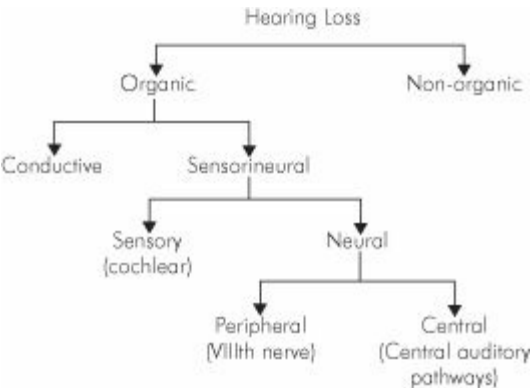 Hearing Loss
Organic
Non-organic
Conductive
Sensorineural
Sensory
(cochlear)
Neural
Peripheral
(VIIIth nerve)
Central
(Central auditory
pathways)